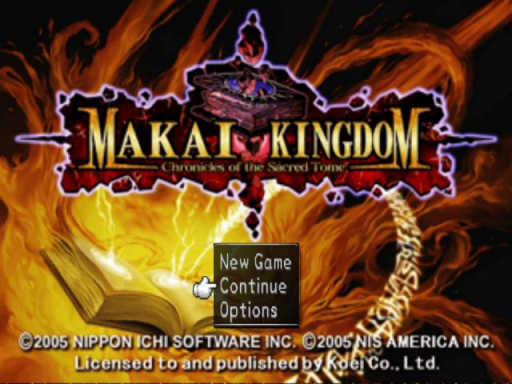 MAKAI KINGDOM
Chronicles of the Sacred Tome
New Game
Continue
Options
©2005 NIPPON ICHI SOFTWARE INC. ©2005 NIS AMERICA INC.
Licensed to and published by Koei Co., Ltd.